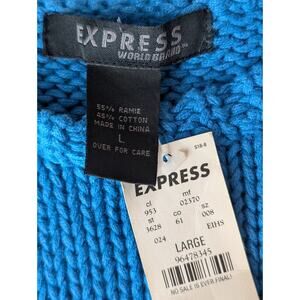 EXPRESS
WORLD BRAND™
55% RAMIE
45% COTTON
MADE IN CHINA
L
OVER FOR CARE
EXPRESS
cl mf
953 02370
st co sz
3628 61 008
024 EIHS
LARGE
96478345
NO SALE IS EVER FINAL!